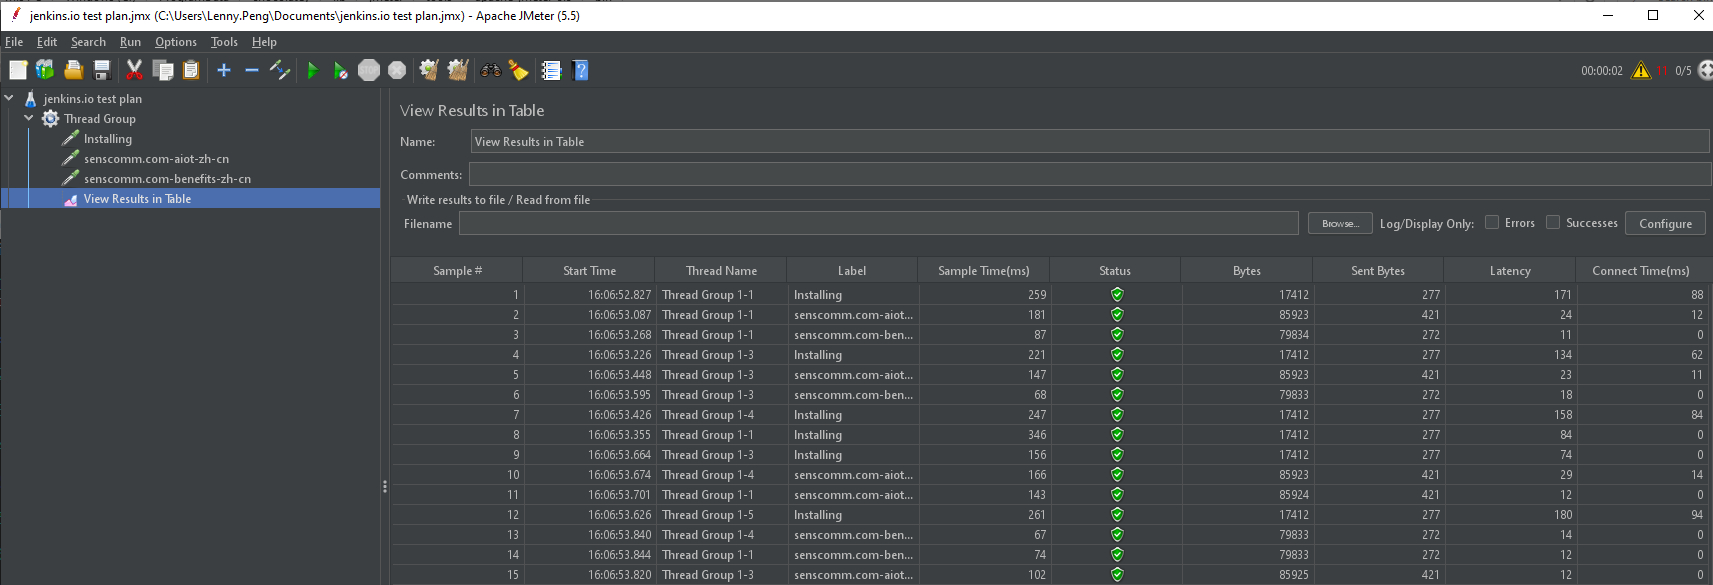 jenkins.io test plan.jmx (C:\Users\Lenny.Peng\Documents\jenkins.io test plan.jmx) - Apache JMeter (5.5)
File Edit Search Run Options Tools Help
00:00:02 11 0/5
jenkins.io test plan
Thread Group
Installing
senscomm.com-aiot-zh-cn
senscomm.com-benefits-zh-cn
View Results in Table
View Results in Table
Name: View Results in Table
Comments:
Write results to file / Read from file
Filename Browse... Log/Display Only: Errors Successes Configure
Sample # Start Time Thread Name Label Sample Time(ms) Status Bytes Sent Bytes Latency Connect Time(ms)
1 16:06:52.827 Thread Group 1-1 Installing 259 17412 277 171 88
2 16:06:53.087 Thread Group 1-1 senscomm.com-aiot... 181 85923 421 24 12
3 16:06:53.268 Thread Group 1-1 senscomm.com-ben... 87 79834 272 11 0
4 16:06:53.226 Thread Group 1-3 Installing 221 17412 277 134 62
5 16:06:53.448 Thread Group 1-3 senscomm.com-aiot... 147 85923 421 23 11
6 16:06:53.595 Thread Group 1-3 senscomm.com-ben... 68 79833 272 18 0
7 16:06:53.426 Thread Group 1-4 Installing 247 17412 277 158 84
8 16:06:53.355 Thread Group 1-1 Installing 346 17412 277 84 0
9 16:06:53.664 Thread Group 1-3 Installing 156 17412 277 74 0
10 16:06:53.674 Thread Group 1-4 senscomm.com-aiot... 166 85923 421 29 14
11 16:06:53.701 Thread Group 1-1 senscomm.com-aiot... 143 85924 421 12 0
12 16:06:53.626 Thread Group 1-5 Installing 261 17412 277 180 94
13 16:06:53.840 Thread Group 1-4 senscomm.com-ben... 67 79833 272 14 0
14 16:06:53.844 Thread Group 1-1 senscomm.com-ben... 74 79833 272 12 0
15 16:06:53.820 Thread Group 1-3 senscomm.com-aiot... 102 85925 421 12 0